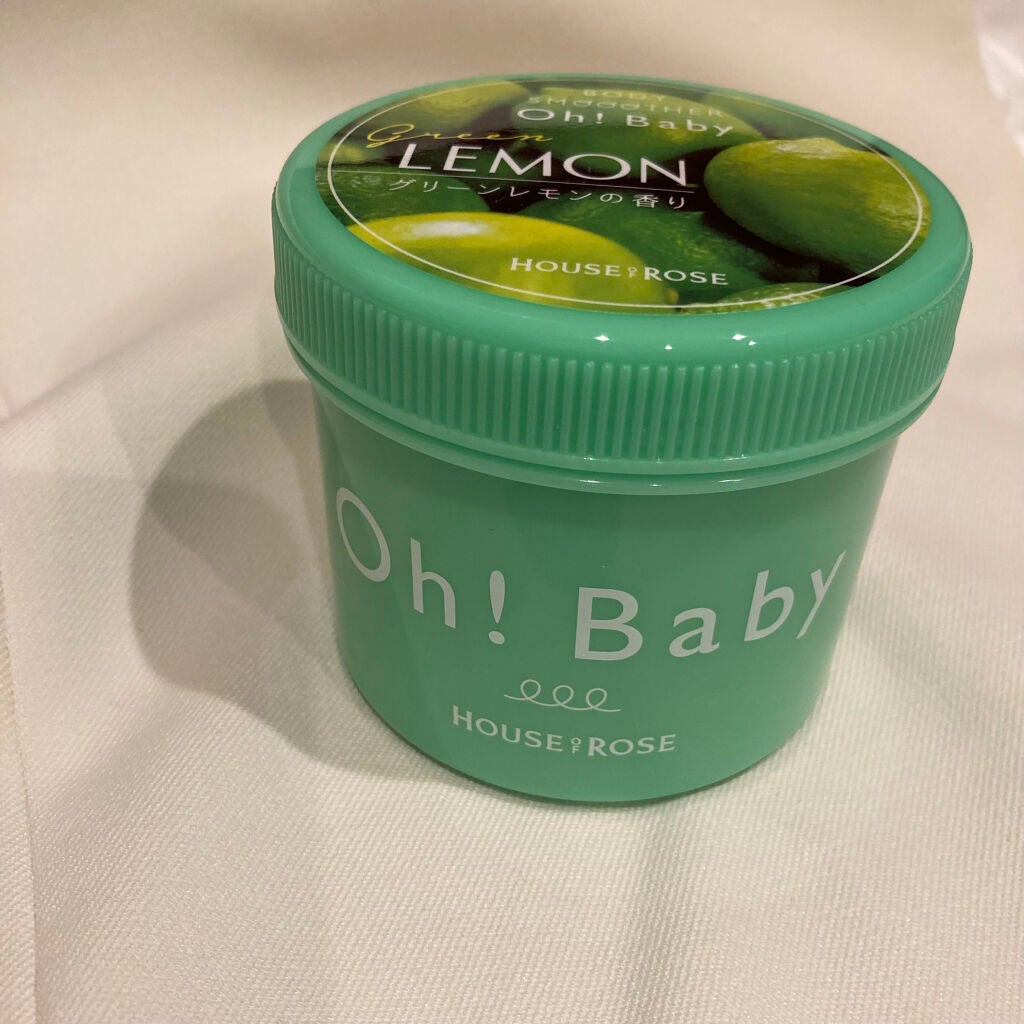 BODY
SMOOOTHER
Oh! Baby
Green
LEMON
グリーンレモンの香り
HOUSE OF ROSE
Oh! Baby
HOUSE OF ROSE